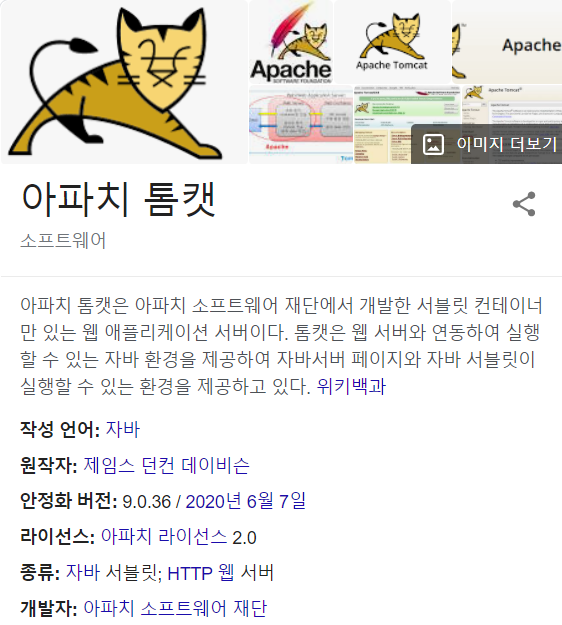 Apache
SOFTWARE FOUNDATION
Apache Tomcat
Apache
Apache
Apache Tomcat
이미지 더보기
아파치 톰캣
소프트웨어
아파치 톰캣은 아파치 소프트웨어 재단에서 개발한 서블릿 컨테이너
만 있는 웹 애플리케이션 서버이다. 톰캣은 웹 서버와 연동하여 실행
할 수 있는 자바 환경을 제공하여 자바서버 페이지와 자바 서블릿이
실행할 수 있는 환경을 제공하고 있다. 위키백과
작성 언어: 자바
원작자: 제임스 던컨 데이비슨
안정화 버전: 9.0.36 / 2020년 6월 7일
라이선스: 아파치 라이선스 2.0
종류: 자바 서블릿; HTTP 웹 서버
개발자: 아파치 소프트웨어 재단